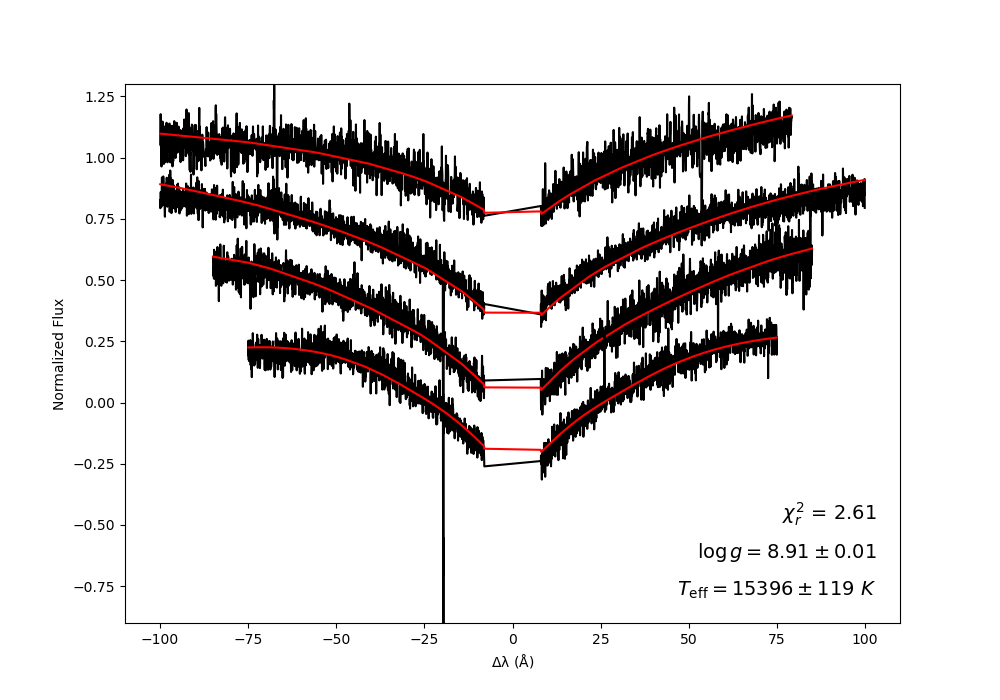 1.25
1.00
0.75
0.50
0.25
0.00
−0.25
−0.50
−0.75
Normalized Flux
χ²ᵣ = 2.61
log g = 8.91 ± 0.01
T_eff = 15396 ± 119 K
−100 −75 −50 −25 0 25 50 75 100
Δλ (Å)